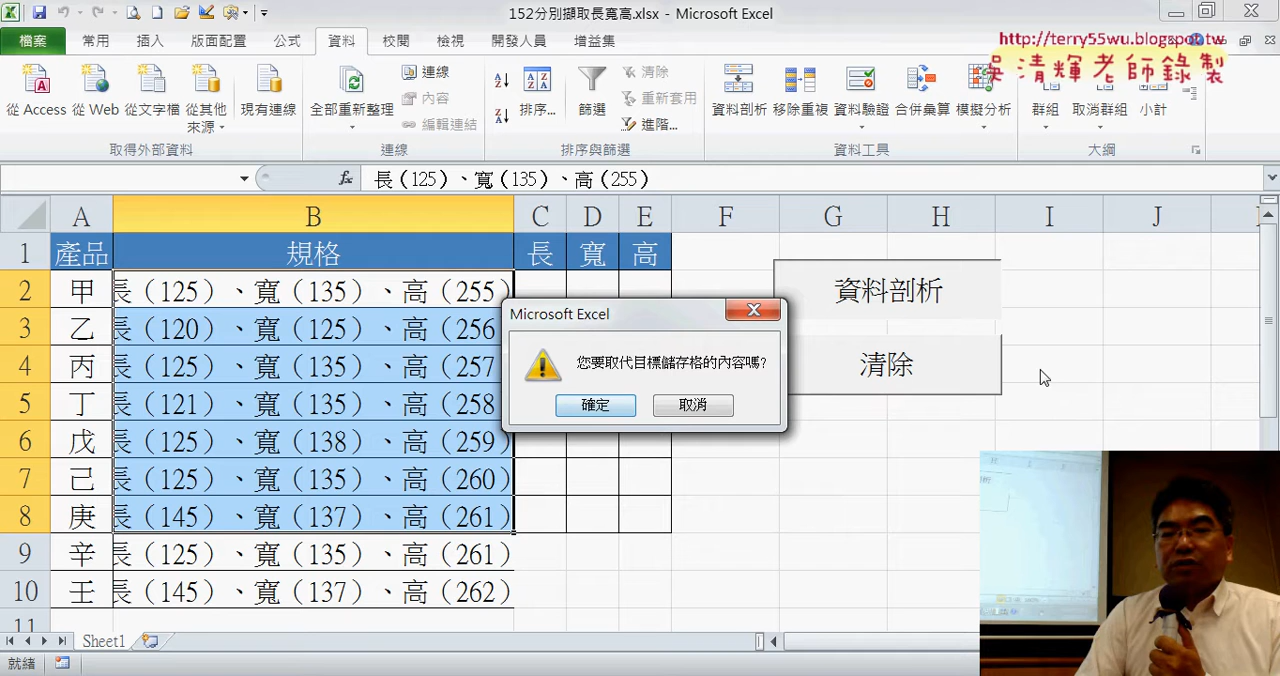 152分別擷取長寬高.xlsx - Microsoft Excel
http://terry55wu.blogspot.tw
吳清輝老師錄製
檔案 常用 插入 版面配置 公式 資料 校閱 檢視 開發人員 增益集
從 Access 從 Web 從文字檔 從其他來源 現有連線 全部重新整理 連線 內容 編輯連結 排序... 篩選 清除 重新套用 進階... 資料剖析 移除重複 資料驗證 合併彙算 模擬分析 群組 取消群組 小計
取得外部資料 連線 排序與篩選 資料工具 大綱
fx 長（125）、寬（135）、高（255）
A B C D E F G H I J
1 產品 規格 長 寬 高
2 甲 長（125）、寬（135）、高（255）
3 乙 長（120）、寬（125）、高（256
4 丙 長（125）、寬（135）、高（257
5 丁 長（121）、寬（135）、高（258
6 戊 長（125）、寬（138）、高（259
7 己 長（125）、寬（135）、高（260）
8 庚 長（145）、寬（137）、高（261）
9 辛 長（125）、寬（135）、高（261）
10 壬 長（145）、寬（137）、高（262）
11
資料剖析
清除
Microsoft Excel
您要取代目標儲存格的內容嗎?
確定 取消
Sheet1
就緒